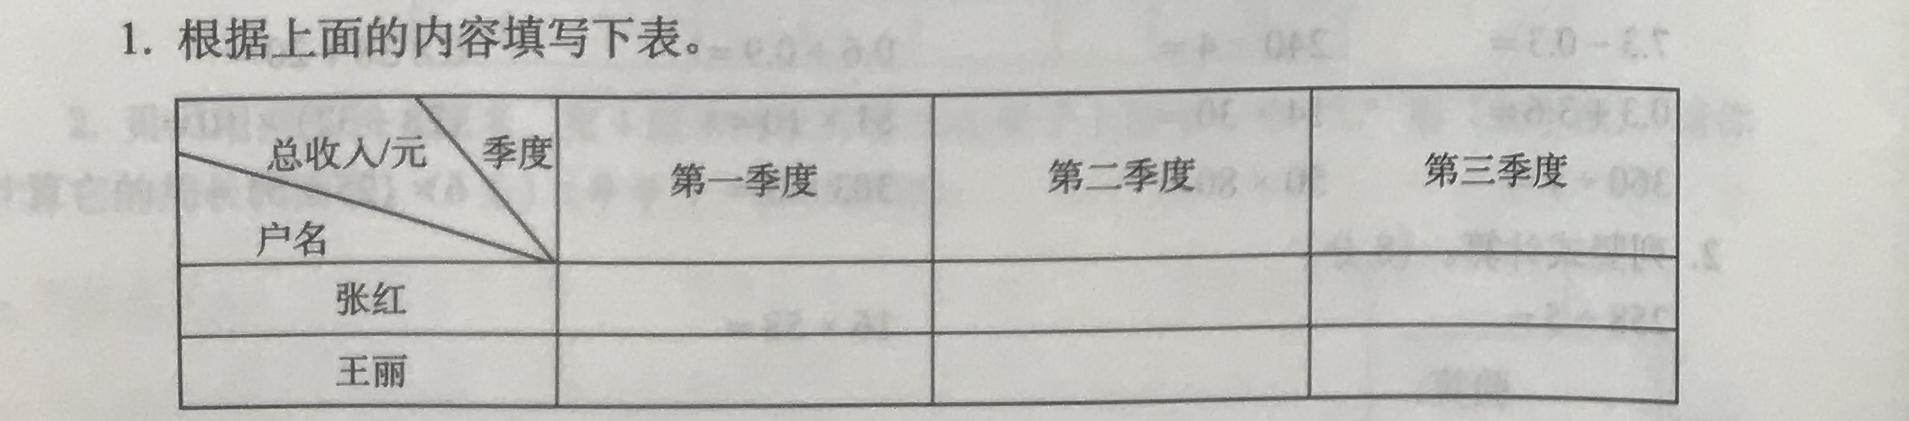 1. 根据上面的内容填写下表。
总收入/元 季度 户名 第一季度 第二季度 第三季度
张红
王丽